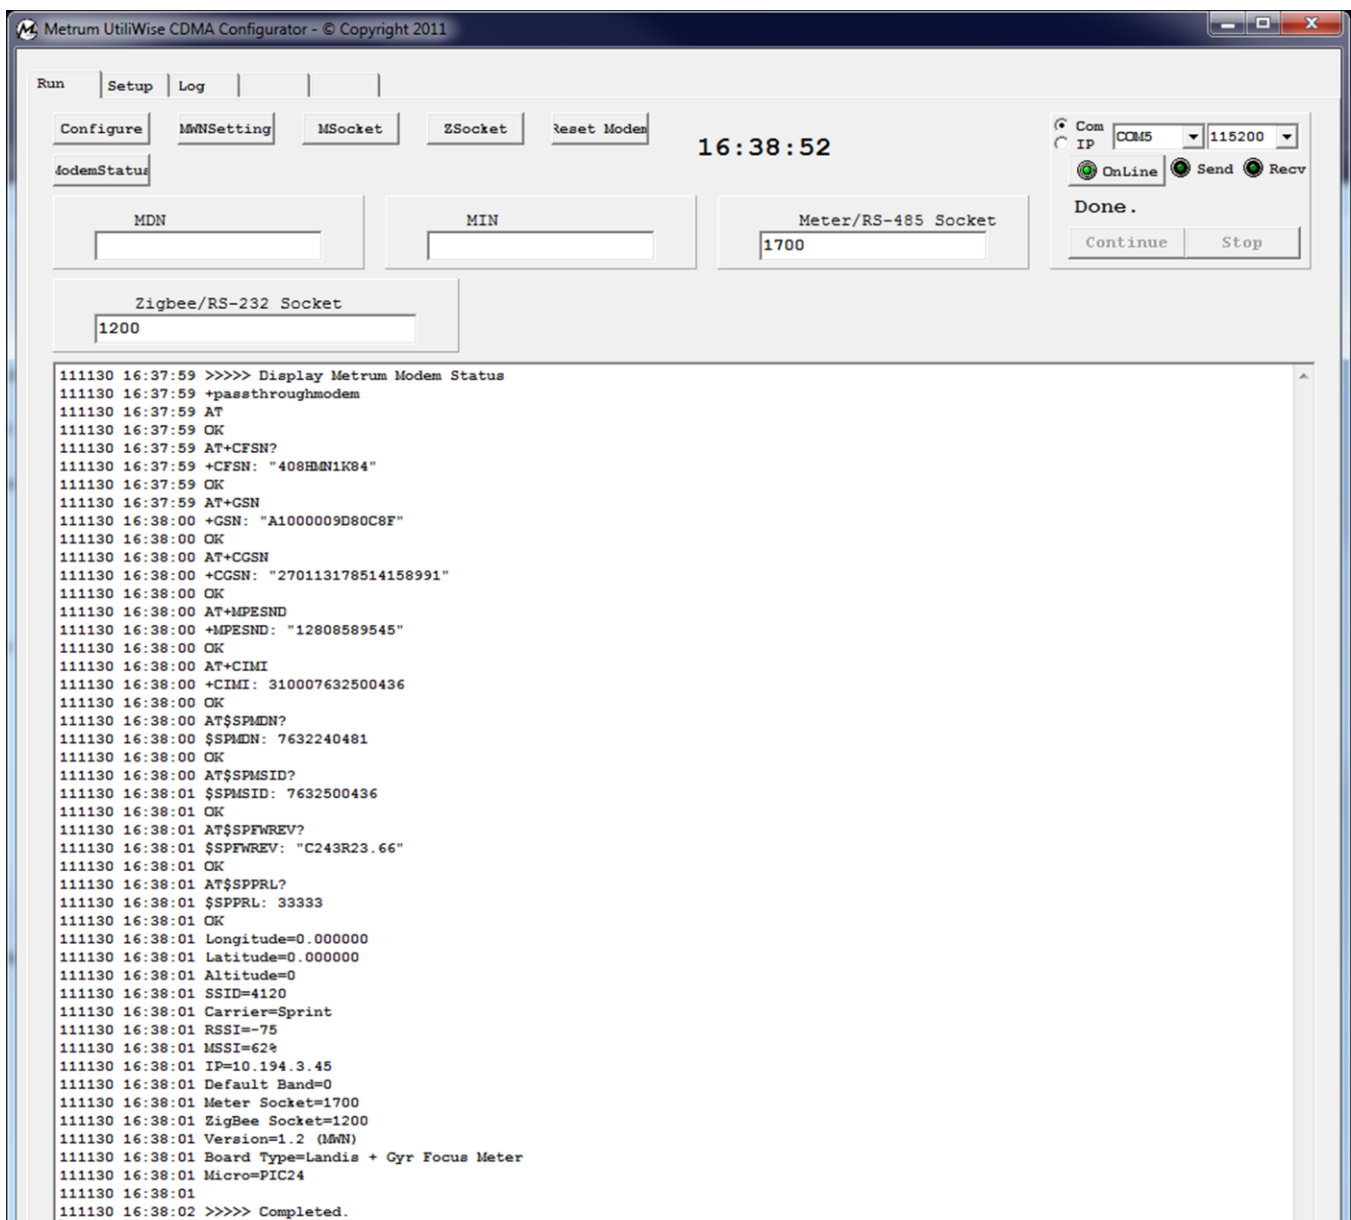 Metrum UtiliWise CDMA Configurator - © Copyright 2011
Run Setup Log
Configure MWNSetting MSocket ZSocket Reset Modem
16:38:52
Com
IP
COM5 115200
ModemStatus
OnLine Send Recv
Done.
Continue Stop
MDN MIN Meter/RS-485 Socket
1700
Zigbee/RS-232 Socket
1200
111130 16:37:59 >>>>> Display Metrum Modem Status
111130 16:37:59 +passthroughmodem
111130 16:37:59 AT
111130 16:37:59 OK
111130 16:37:59 AT+CFSN?
111130 16:37:59 +CFSN: "408HMN1K84"
111130 16:37:59 OK
111130 16:37:59 AT+GSN
111130 16:38:00 +GSN: "A1000009D80C8F"
111130 16:38:00 OK
111130 16:38:00 AT+CGSN
111130 16:38:00 +CGSN: "270113178514158991"
111130 16:38:00 OK
111130 16:38:00 AT+MPESND
111130 16:38:00 +MPESND: "12808589545"
111130 16:38:00 OK
111130 16:38:00 AT+CIMI
111130 16:38:00 +CIMI: 310007632500436
111130 16:38:00 OK
111130 16:38:00 AT$SPMDN?
111130 16:38:00 $SPMDN: 7632240481
111130 16:38:00 OK
111130 16:38:00 AT$SPMSID?
111130 16:38:01 $SPMSID: 7632500436
111130 16:38:01 OK
111130 16:38:01 AT$SPFWREV?
111130 16:38:01 $SPFWREV: "C243R23.66"
111130 16:38:01 OK
111130 16:38:01 AT$SPPRL?
111130 16:38:01 $SPPRL: 33333
111130 16:38:01 OK
111130 16:38:01 Longitude=0.000000
111130 16:38:01 Latitude=0.000000
111130 16:38:01 Altitude=0
111130 16:38:01 SSID=4120
111130 16:38:01 Carrier=Sprint
111130 16:38:01 RSSI=-75
111130 16:38:01 MSSI=62%
111130 16:38:01 IP=10.194.3.45
111130 16:38:01 Default Band=0
111130 16:38:01 Meter Socket=1700
111130 16:38:01 ZigBee Socket=1200
111130 16:38:01 Version=1.2 (MWN)
111130 16:38:01 Board Type=Landis + Gyr Focus Meter
111130 16:38:01 Micro=PIC24
111130 16:38:01
111130 16:38:02 >>>>> Completed.